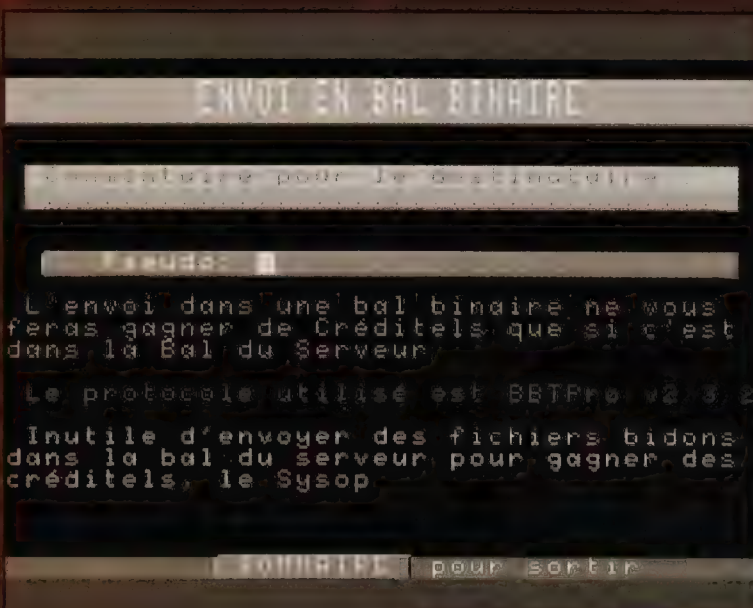 ENVOI EN BAL BINAIRE
Commentaire pour le destinataire
Pseudo:
L'envoi dans une bal binaire ne vous
feras gagner de Créditels que si c'est
dans la Bal du Serveur
Le protocole utilisé est BBTPro v2.3
Inutile d'envoyer des fichiers bidons
dans la bal du serveur pour gagner des
créditels, le Sysop
SOMMAIRE pour sortir